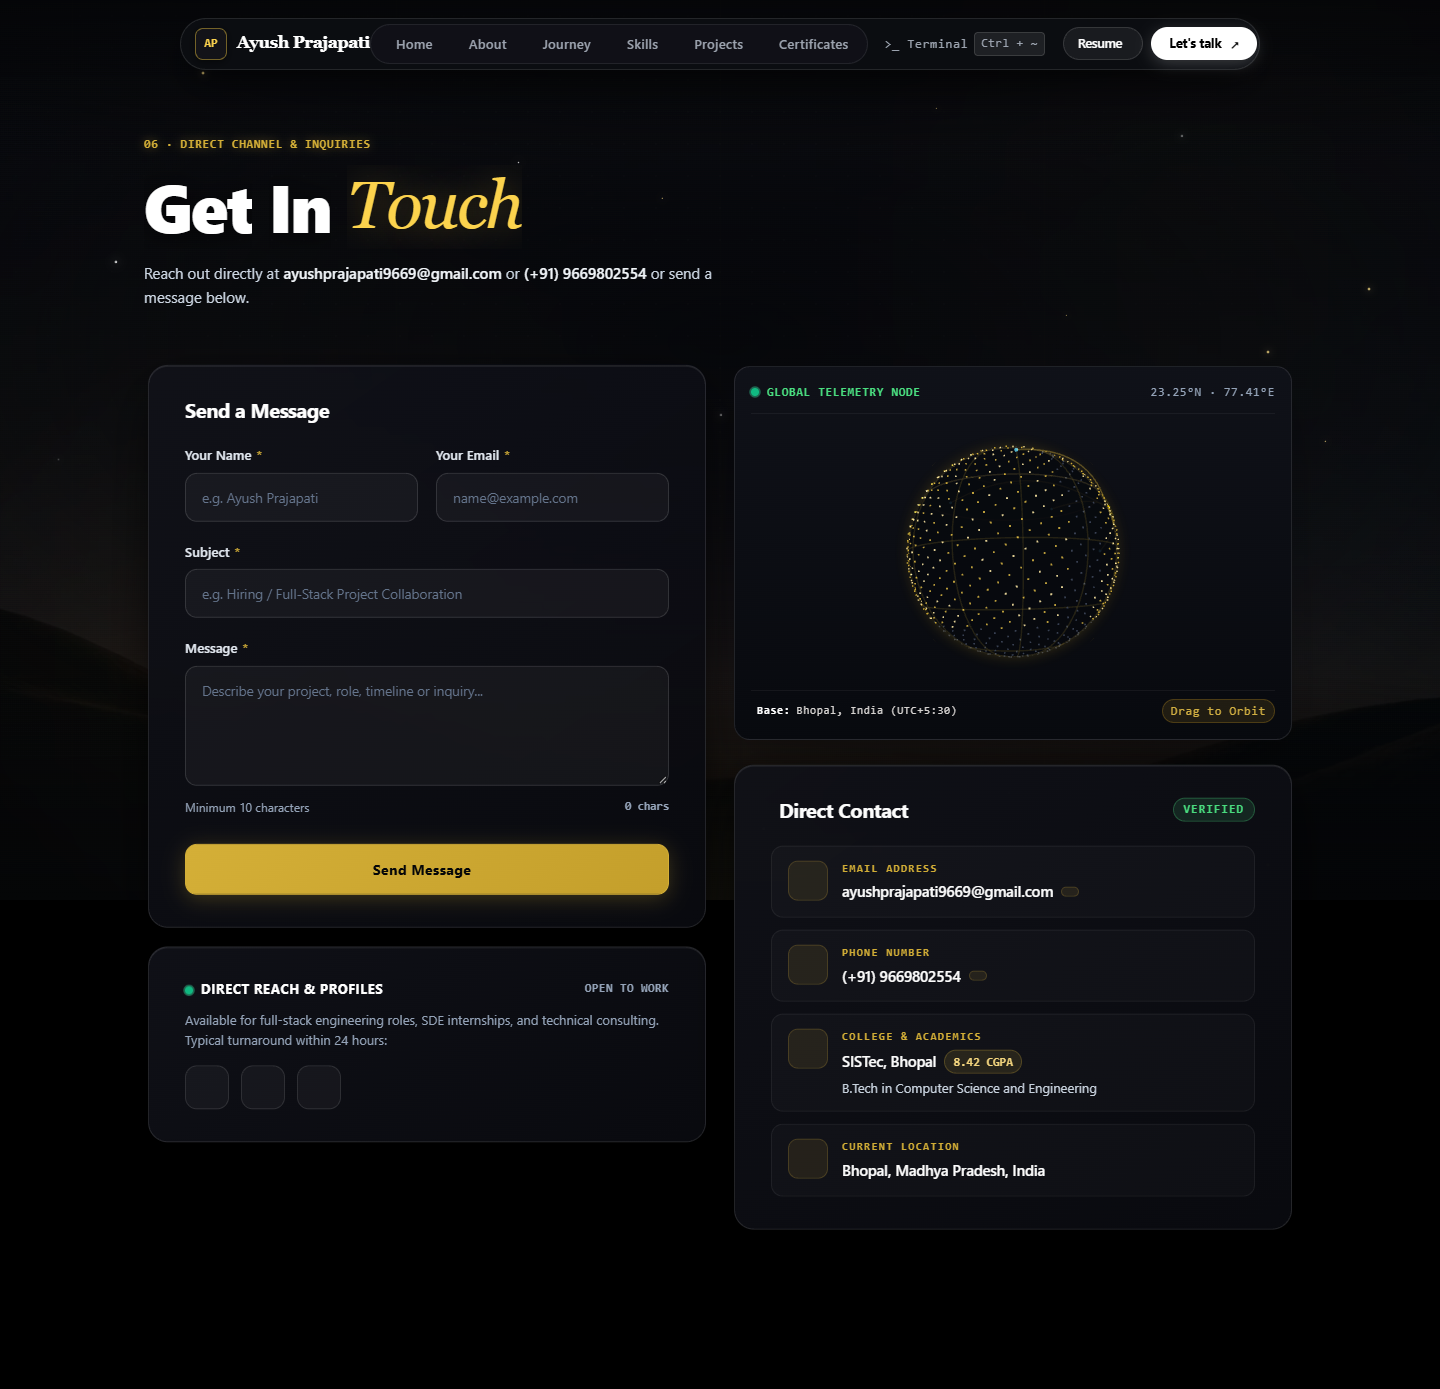 AP Ayush Prajapati Home About Journey Skills Projects Certificates >_ Terminal Ctrl + ~ Resume Let's talk ↗
06 · DIRECT CHANNEL & INQUIRIES
Get In Touch
Reach out directly at ayushprajapati9669@gmail.com or (+91) 9669802554 or send a
message below.
Send a Message
Your Name * Your Email *
e.g. Ayush Prajapati name@example.com
Subject *
e.g. Hiring / Full-Stack Project Collaboration
Message *
Describe your project, role, timeline or inquiry...
Minimum 10 characters 0 chars
Send Message
DIRECT REACH & PROFILES OPEN TO WORK
Available for full-stack engineering roles, SDE internships, and technical consulting.
Typical turnaround within 24 hours:
GLOBAL TELEMETRY NODE 23.25°N · 77.41°E
Base: Bhopal, India (UTC+5:30) Drag to Orbit
Direct Contact VERIFIED
EMAIL ADDRESS
ayushprajapati9669@gmail.com
PHONE NUMBER
(+91) 9669802554
COLLEGE & ACADEMICS
SISTec, Bhopal 8.42 CGPA
B.Tech in Computer Science and Engineering
CURRENT LOCATION
Bhopal, Madhya Pradesh, India